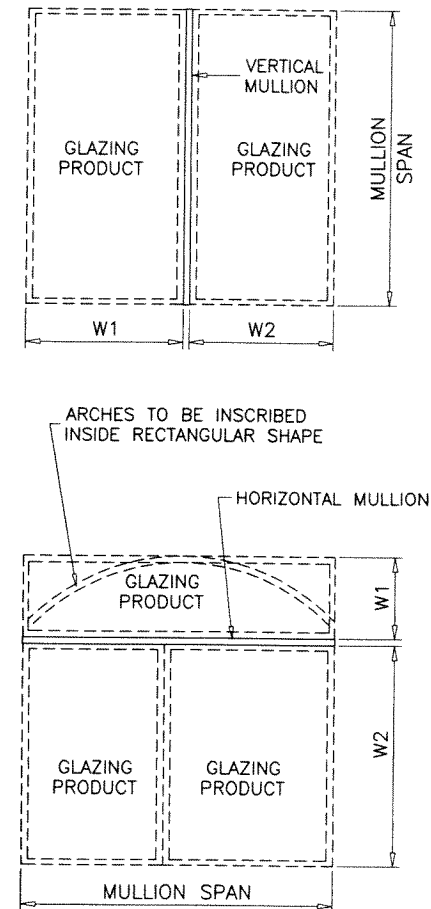 VERTICAL
MULLION
GLAZING
PRODUCT
GLAZING
PRODUCT
MULLION
SPAN
W1
W2
ARCHES TO BE INSCRIBED
INSIDE RECTANGULAR SHAPE
HORIZONTAL MULLION
GLAZING
PRODUCT
W1
GLAZING
PRODUCT
GLAZING
PRODUCT
W2
MULLION SPAN